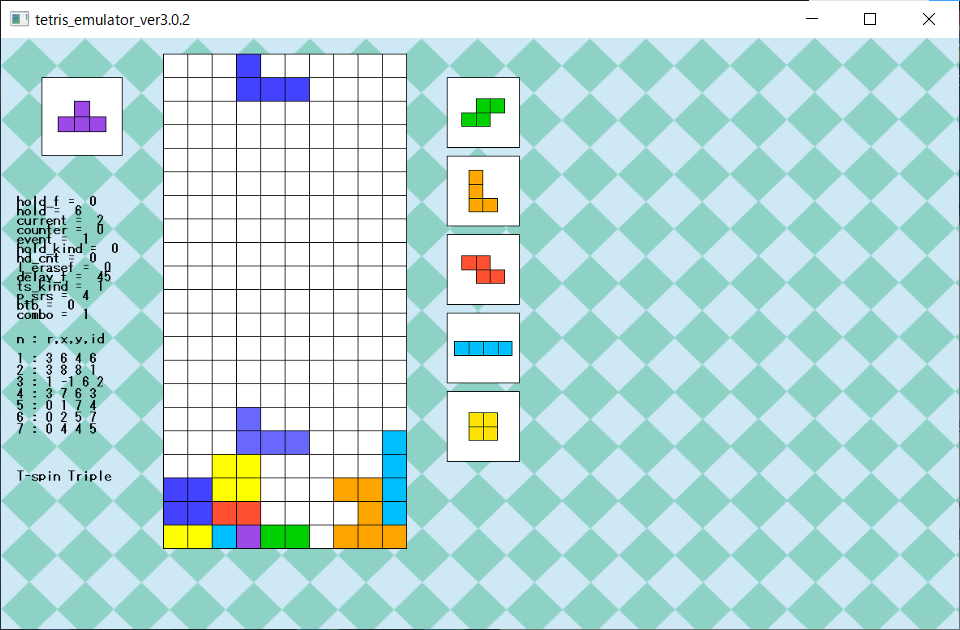 tetris_emulator_ver3.0.2
hold_f = 0
hold = 6
current = 2
counter = 0
event = 1
hold_kind = 0
hd_cnt = 0
l_erasef = 0
delay_f = 45
ts_kind = 1
p_srs = 4
btb = 0
combo = 1
n : r,x,y,id
1 : 3 6 4 6
2 : 3 8 8 1
3 : 1 -1 6 2
4 : 3 7 6 3
5 : 0 1 7 4
6 : 0 2 5 7
7 : 0 4 4 5
T-spin Triple